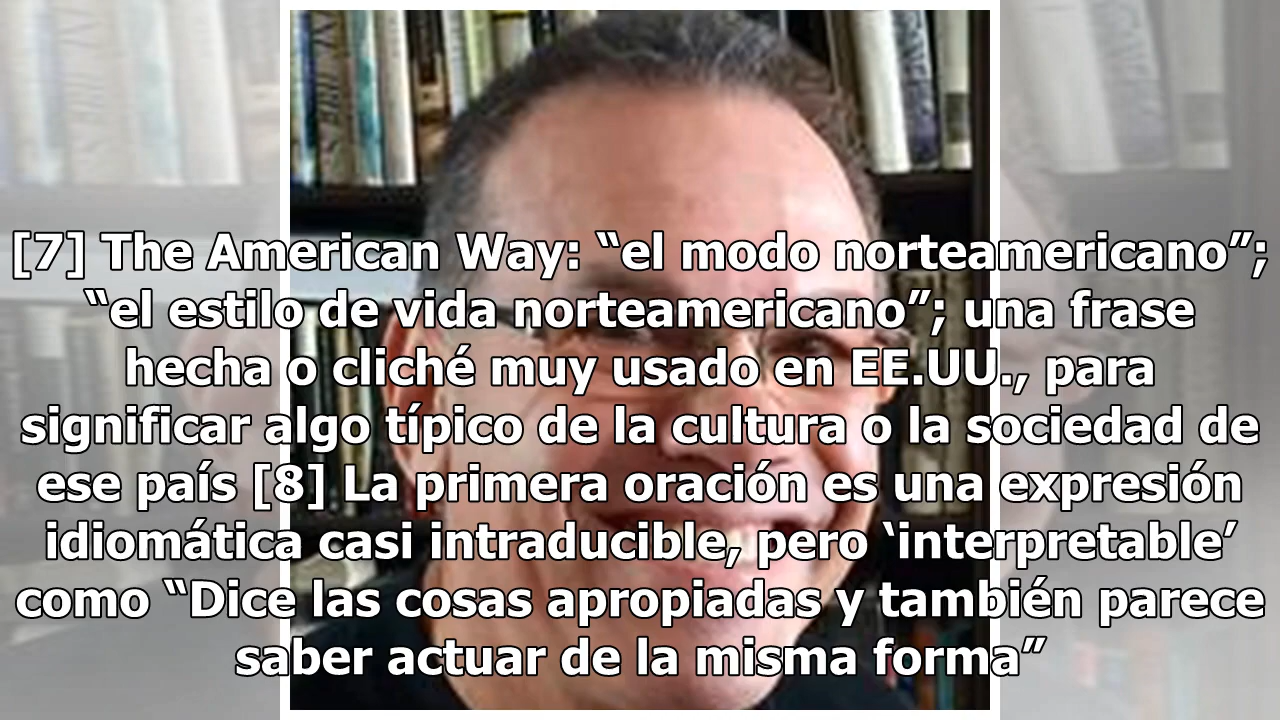 [7] The American Way: “el modo norteamericano”;
“el estilo de vida norteamericano”; una frase
hecha o cliché muy usado en EE.UU., para
significar algo típico de la cultura o la sociedad de
ese país [8] La primera oración es una expresión
idiomática casi intraducible, pero ‘interpretable’
como “Dice las cosas apropiadas y también parece
saber actuar de la misma forma”